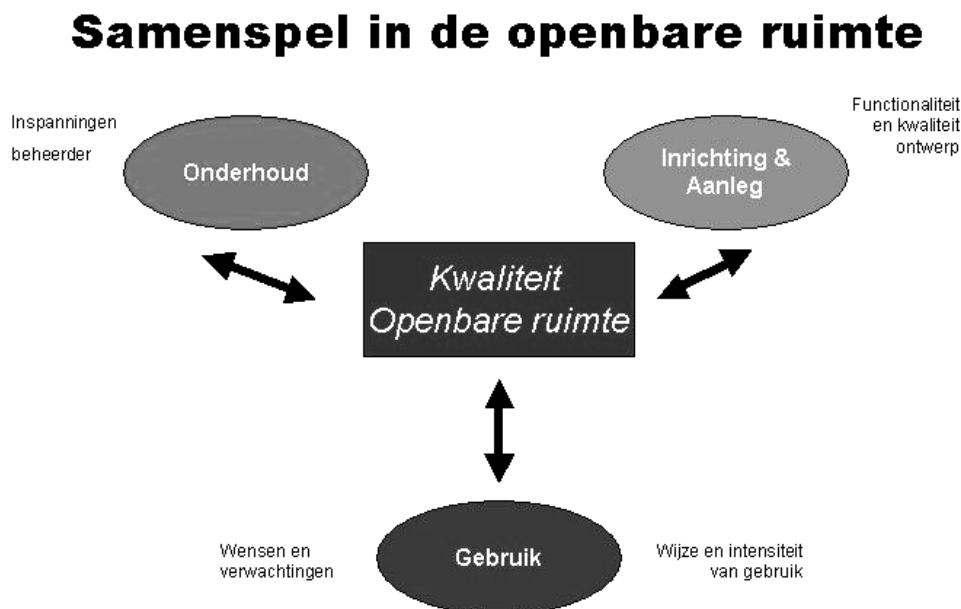 Samenspel in de openbare ruimte
Inspanningen
beheerder
Onderhoud
Inrichting &
Aanleg
Functionaliteit
en kwaliteit
ontwerp
Kwaliteit
Openbare ruimte
Wensen en
verwachtingen
Gebruik
Wijze en intensiteit
van gebruik